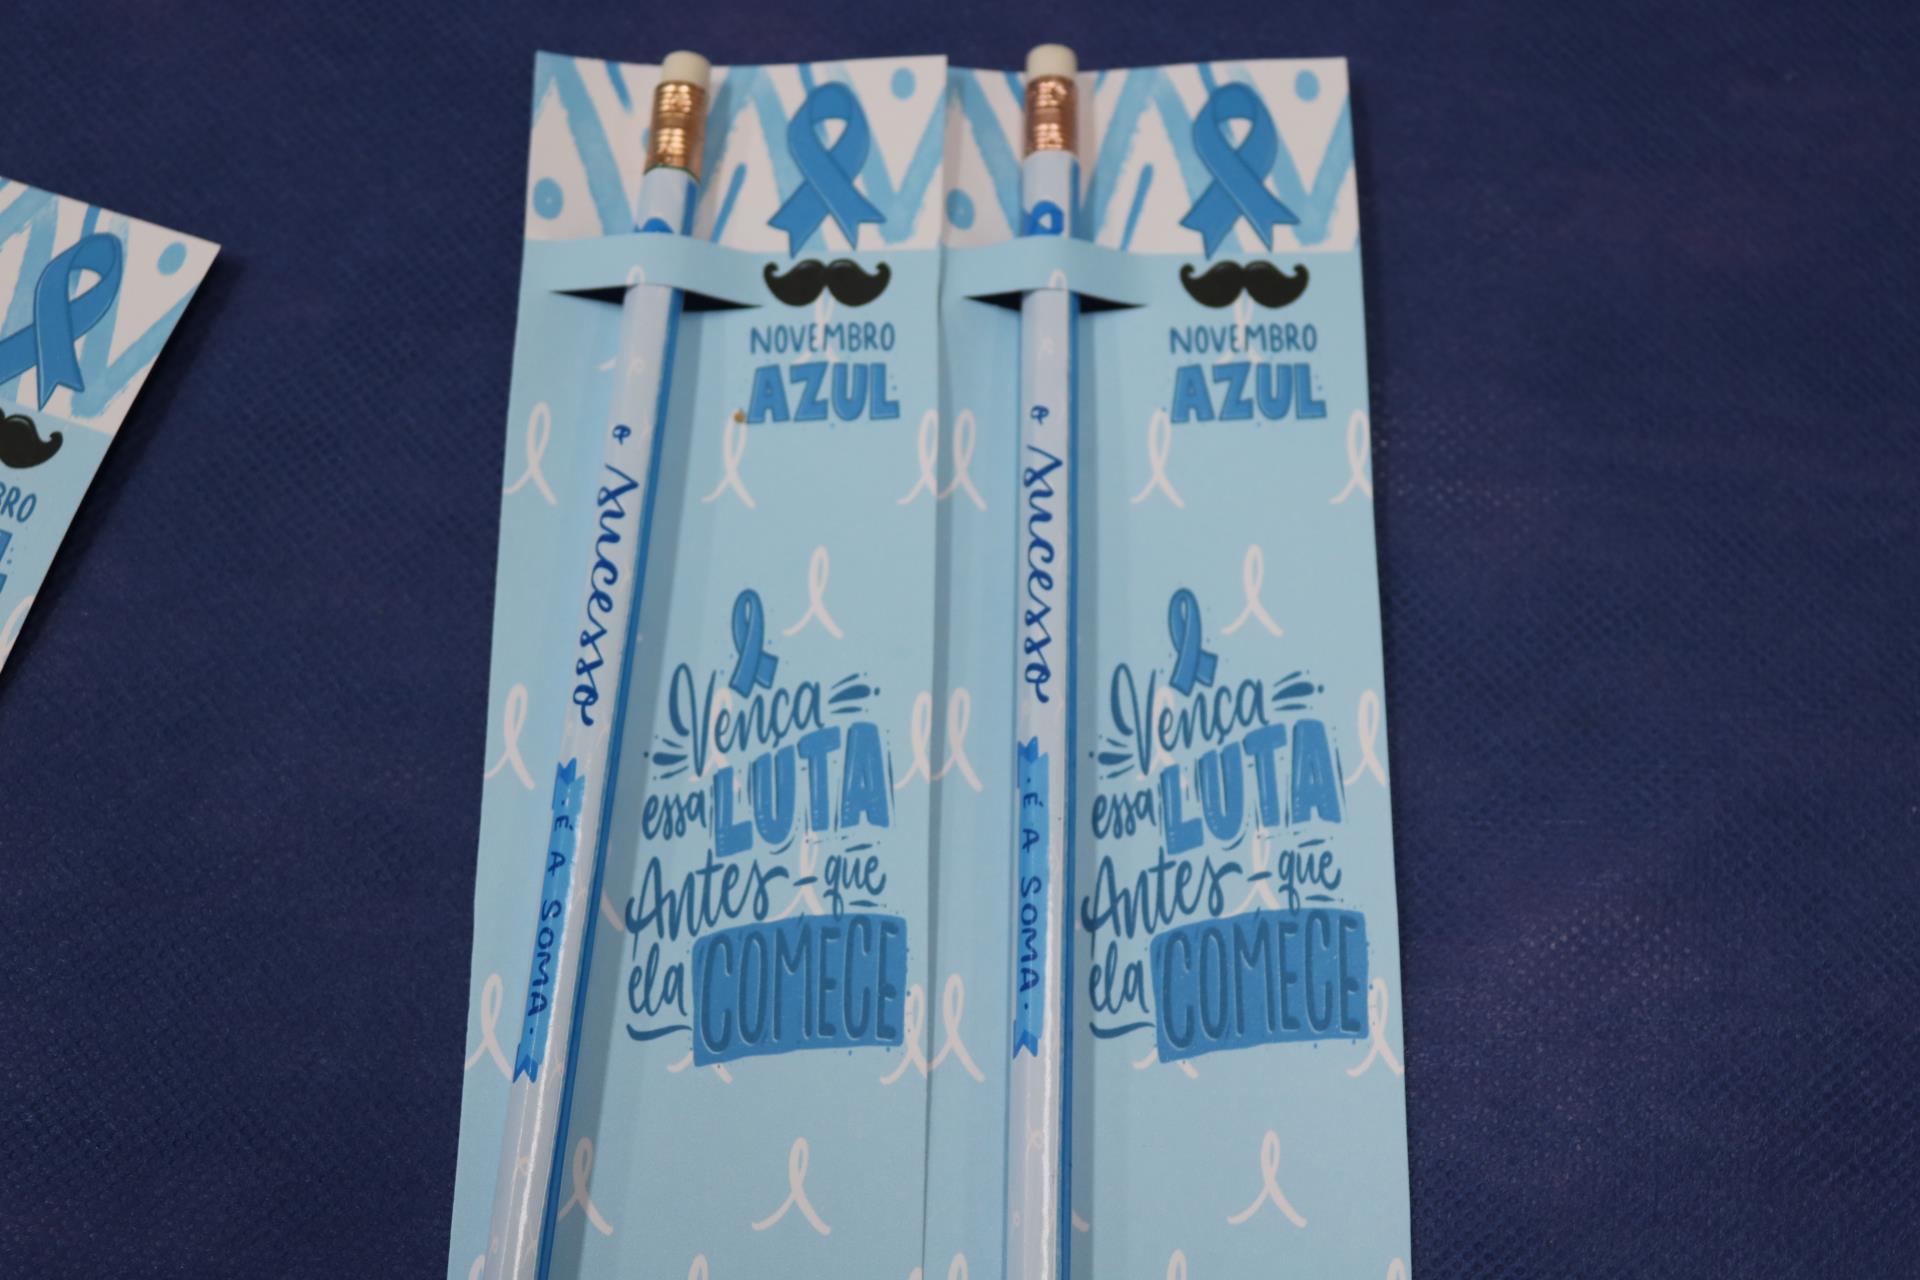 BRO
NOVEMBRO
AZUL
o Sucesso
É A SOMA
Vença
essa LUTA
Antes que
ela COMECE
NOVEMBRO
AZUL
o Sucesso
É A SOMA
Vença
essa LUTA
Antes que
ela COMECE